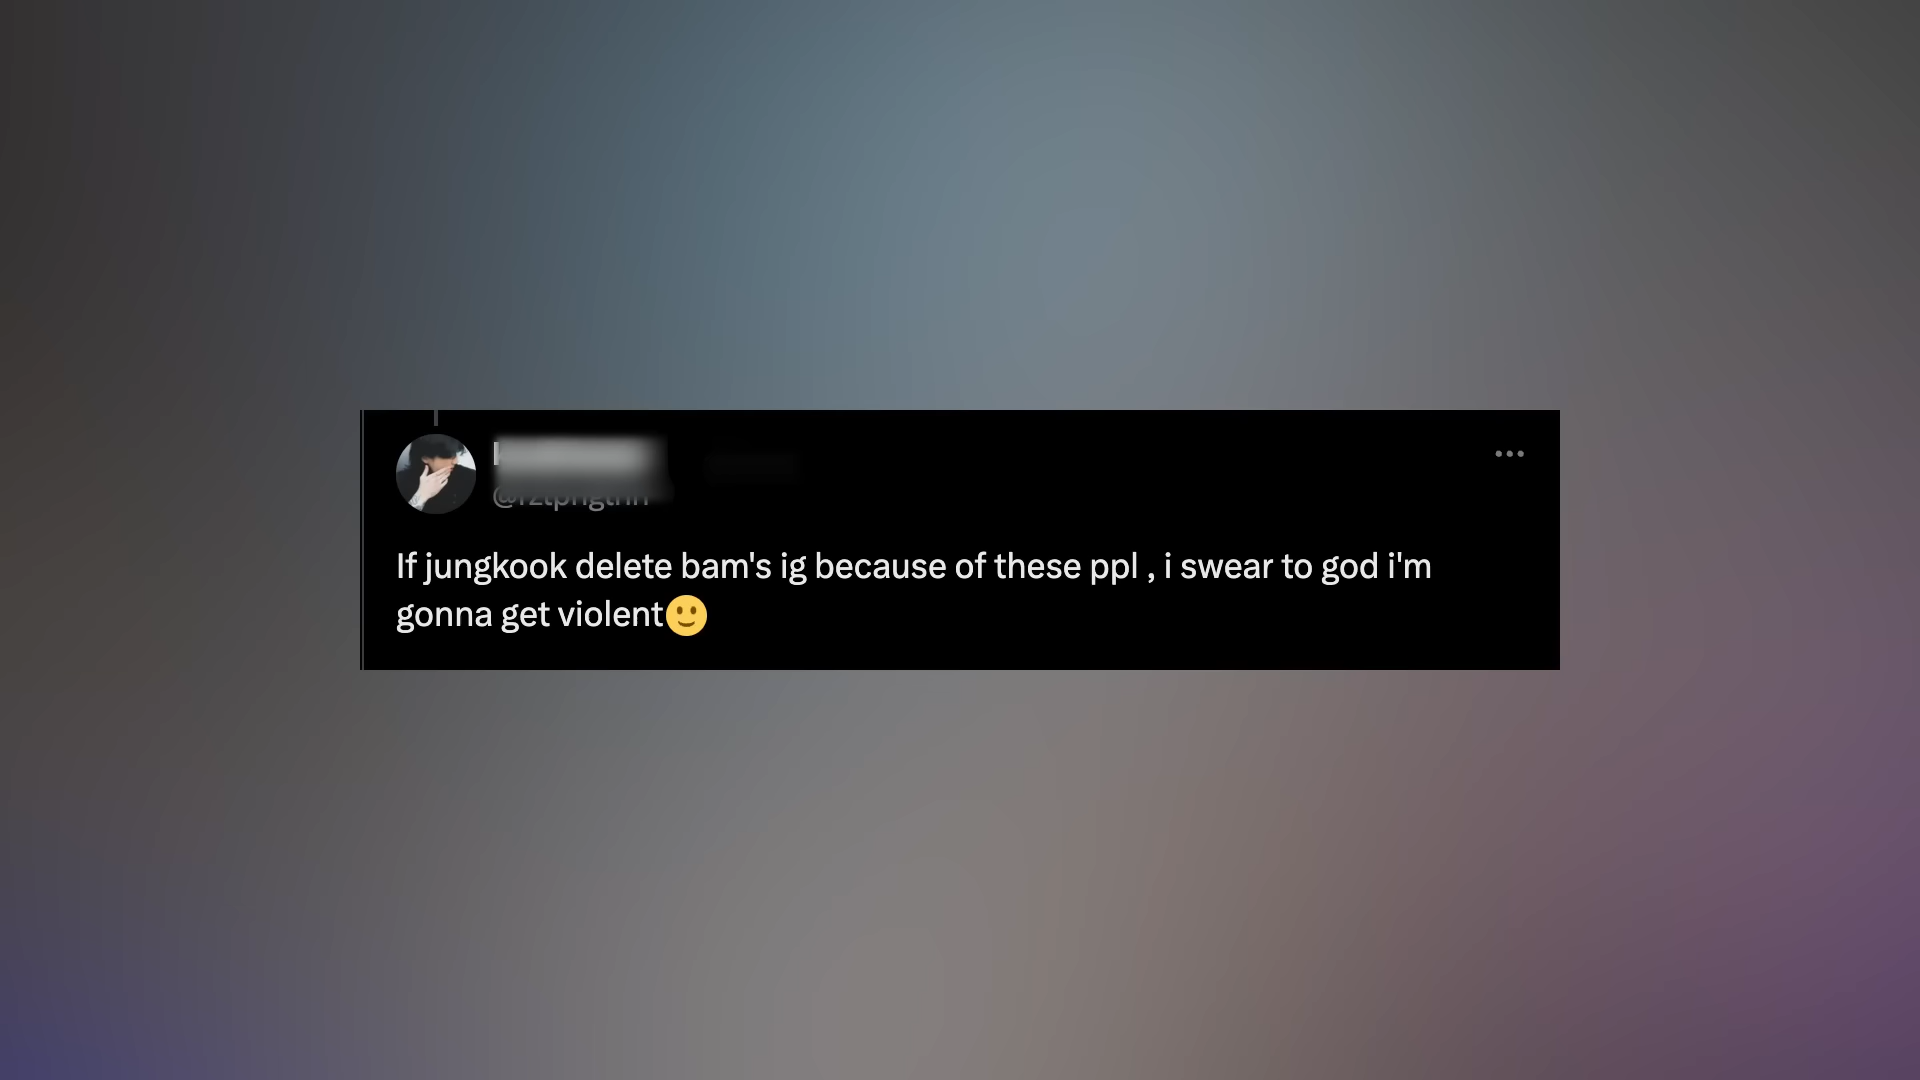 If jungkook delete bam's ig because of these ppl , i swear to god i'm
gonna get violent🙂